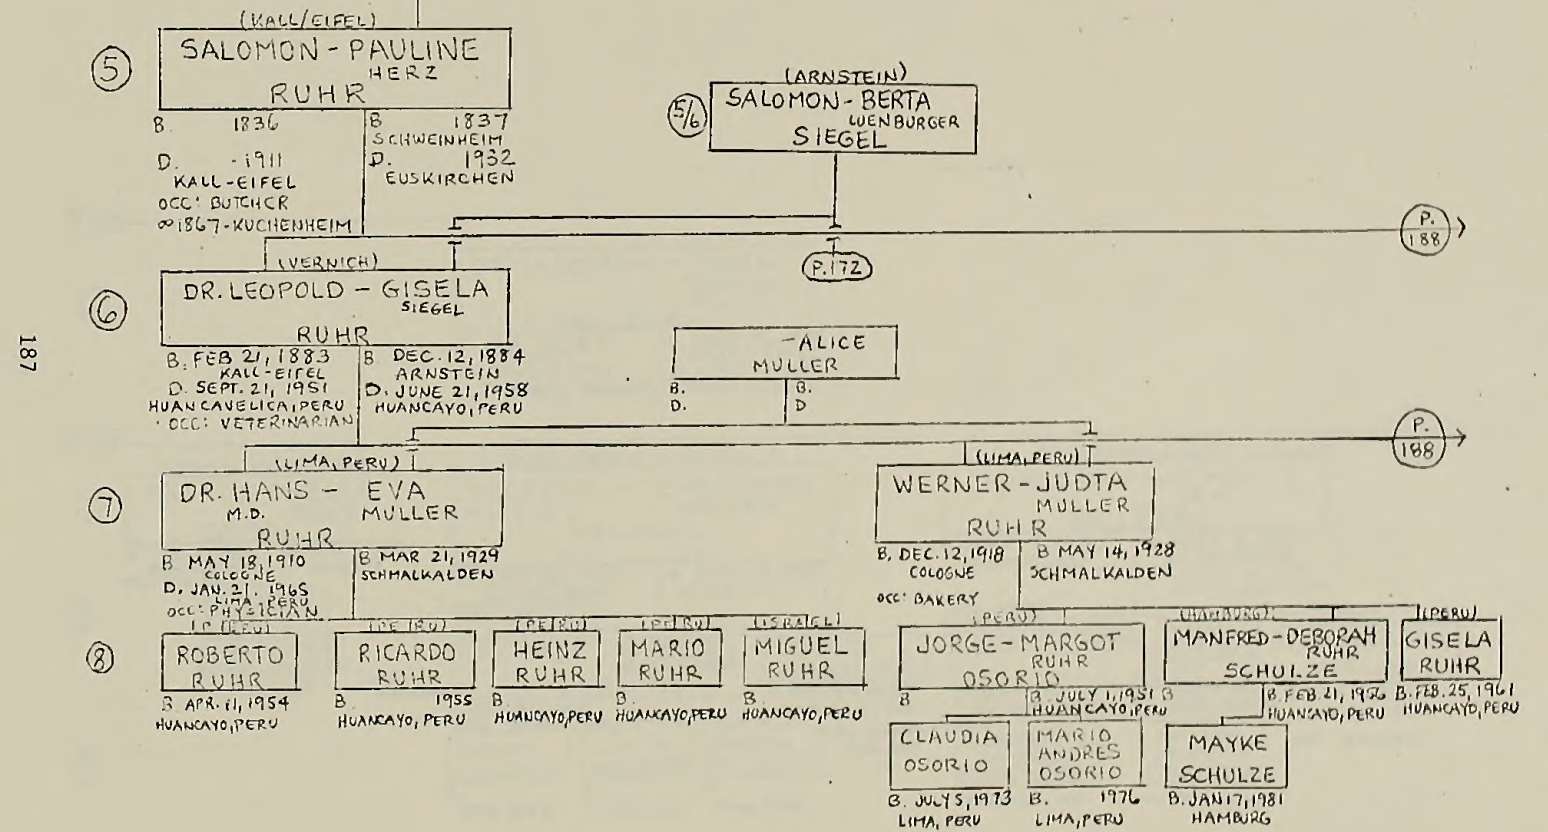 (KALL/EIFEL)
5
SALOMON - PAULINE
HERZ
RUHR
B. 1836
B 1837
SCHWEINHEIM
D. -1911
D. 1932
KALL-EIFEL
EUSKIRCHEN
OCC: BUTCHER
∞1867-KUCHENHEIM
(ARNSTEIN)
5/6
SALOMON- BERTA
LUENBURGER
SIEGEL
P.
188
P.172
(VERNICH)
6
DR. LEOPOLD - GISELA
SIEGEL
RUHR
B. FEB 21, 1883
B. DEC. 12, 1884
KALL-EIFEL
ARNSTEIN
D. SEPT. 21, 1951
D. JUNE 21, 1958
HUANCAVELICA, PERU
HUANCAYO, PERU
OCC: VETERINARIAN
-ALICE
MULLER
B. B.
D. D
P.
188
187
(LIMA, PERU)
7
DR. HANS - EVA
M.D. MULLER
RUHR
B MAY 18, 1910
B MAR 21, 1929
COLOGNE
SCHMALKALDEN
D. JAN. 21. 1965
LIMA, PERU
OCC: PHYSICIAN
(LIMA, PERU)
WERNER - JUDTA
MULLER
RUHR
B. DEC. 12, 1918
B MAY 14, 1928
COLOGNE
SCHMALKALDEN
OCC: BAKERY
8
(PERU)
ROBERTO
RUHR
B APR. 11, 1954
HUANCAYO, PERU
(PERU)
RICARDO
RUHR
B. 1955
HUANCAYO, PERU
(PERU)
HEINZ
RUHR
B.
HUANCAYO, PERU
(PERU)
MARIO
RUHR
B.
HUANCAYO, PERU
(ISRAEL)
MIGUEL
RUHR
B.
HUANCAYO, PERU
(PERU)
JORGE - MARGOT
RUHR
OSORIO
B
B. JULY 1, 1951
HUANCAYO, PERU
(HAMBURG)
MANFRED - DEBORAH
RUHR
SCHULZE
B
B. FEB. 21, 1956
HUANCAYO, PERU
(PERU)
GISELA
RUHR
B. FEB. 25, 1961
HUANCAYO, PERU
CLAUDIA
OSORIO
B. JULY 5, 1973
LIMA, PERU
MARIO
ANDRES
OSORIO
B. 1976
LIMA, PERU
MAYKE
SCHULZE
B. JAN 17, 1981
HAMBURG